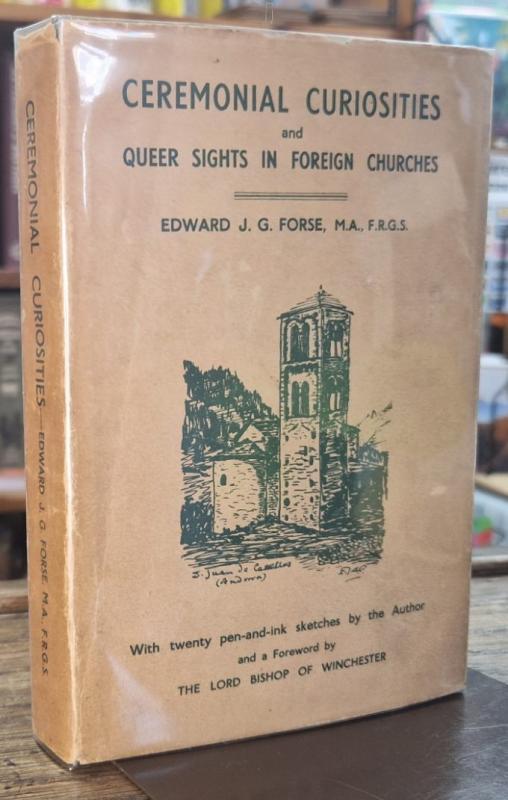 CEREMONIAL CURIOSITIES
and
QUEER SIGHTS IN FOREIGN CHURCHES
EDWARD J. G. FORSE, M.A., F.R.G.S.
S. Juan de Casellas
(Andorra)
With twenty pen-and-ink sketches by the Author
and a Foreword by
THE LORD BISHOP OF WINCHESTER
CEREMONIAL CURIOSITIES—EDWARD J. G. FORSE, M.A., F.R.G.S.